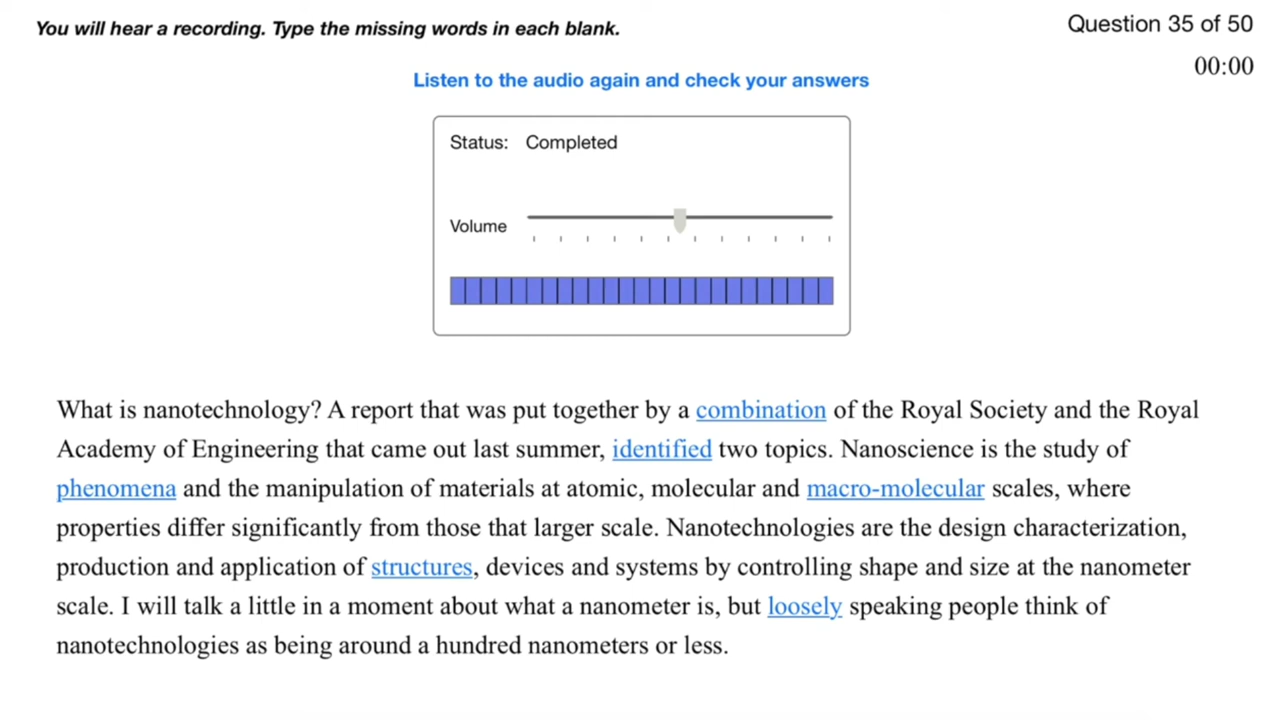 You will hear a recording. Type the missing words in each blank.
Question 35 of 50
00:00
Listen to the audio again and check your answers
Status: Completed
Volume
What is nanotechnology? A report that was put together by a combination of the Royal Society and the Royal
Academy of Engineering that came out last summer, identified two topics. Nanoscience is the study of
phenomena and the manipulation of materials at atomic, molecular and macro-molecular scales, where
properties differ significantly from those that larger scale. Nanotechnologies are the design characterization,
production and application of structures, devices and systems by controlling shape and size at the nanometer
scale. I will talk a little in a moment about what a nanometer is, but loosely speaking people think of
nanotechnologies as being around a hundred nanometers or less.